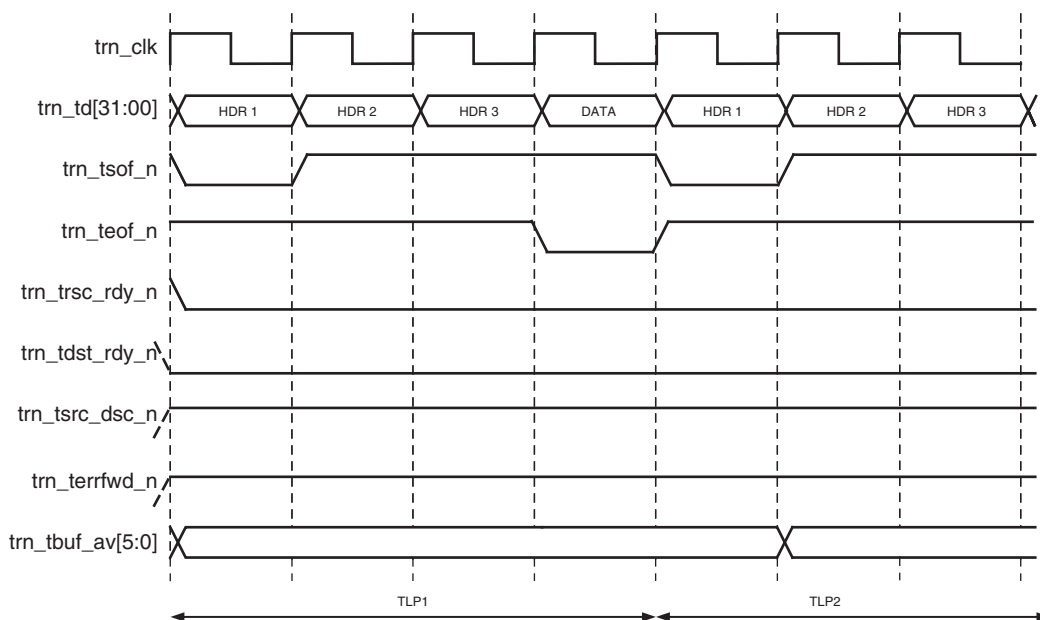 trn_clk
trn_td[31:00] HDR 1 HDR 2 HDR 3 DATA HDR 1 HDR 2 HDR 3
trn_tsof_n
trn_teof_n
trn_trsc_rdy_n
trn_tdst_rdy_n
trn_tsrc_dsc_n
trn_terrfwd_n
trn_tbuf_av[5:0]
TLP1 TLP2